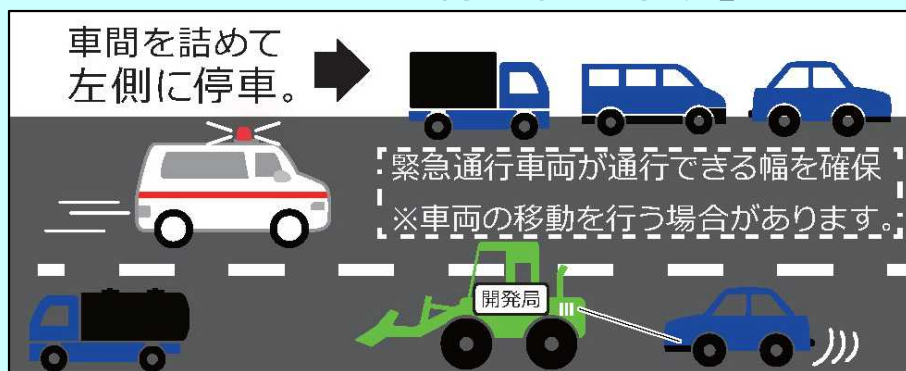 車間を詰めて
左側に停車。
緊急通行車両が通行できる幅を確保
※車両の移動を行う場合があります。
開発局